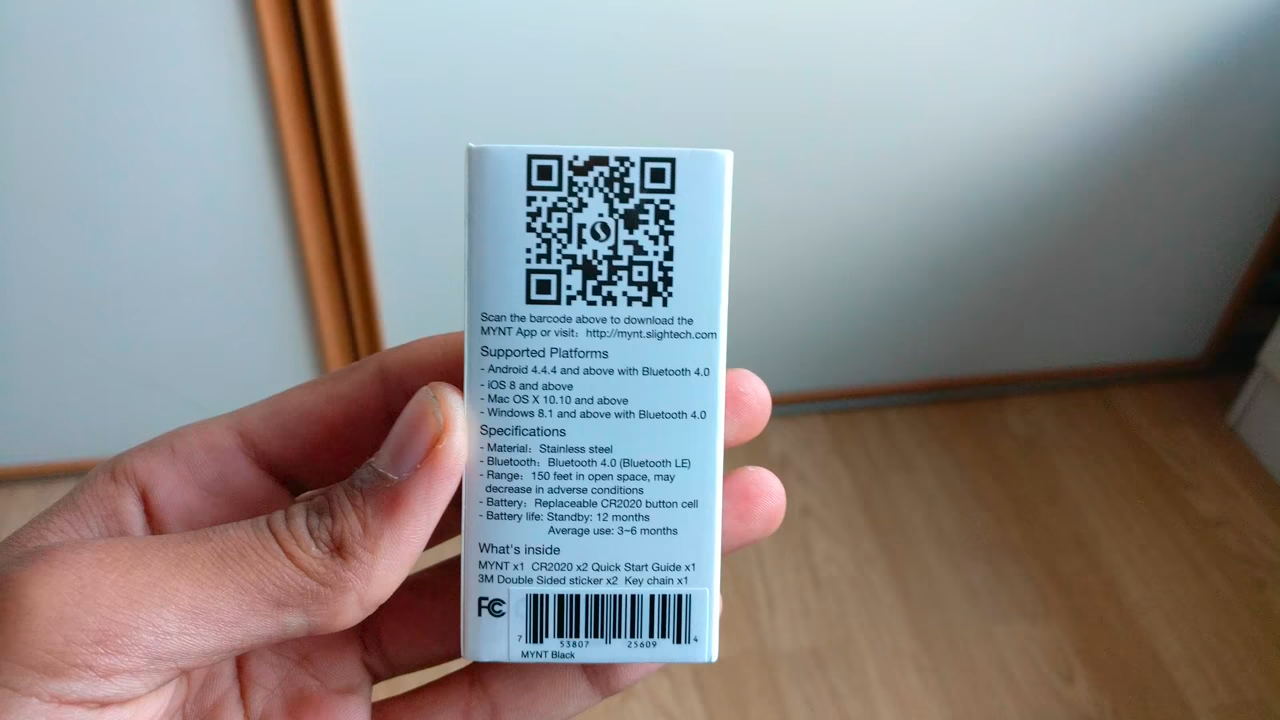 Scan the barcode above to download the
MYNT App or visit: http://mynt.slightech.com
Supported Platforms
- Android 4.4.4 and above with Bluetooth 4.0
- iOS 8 and above
- Mac OS X 10.10 and above
- Windows 8.1 and above with Bluetooth 4.0
Specifications
- Material: Stainless steel
- Bluetooth: Bluetooth 4.0 (Bluetooth LE)
- Range: 150 feet in open space, may
decrease in adverse conditions
- Battery: Replaceable CR2020 button cell
- Battery life: Standby: 12 months
Average use: 3~6 months
What's inside
MYNT x1 CR2020 x2 Quick Start Guide x1
3M Double Sided sticker x2 Key chain x1
FC
7 53807 25609 4
MYNT Black